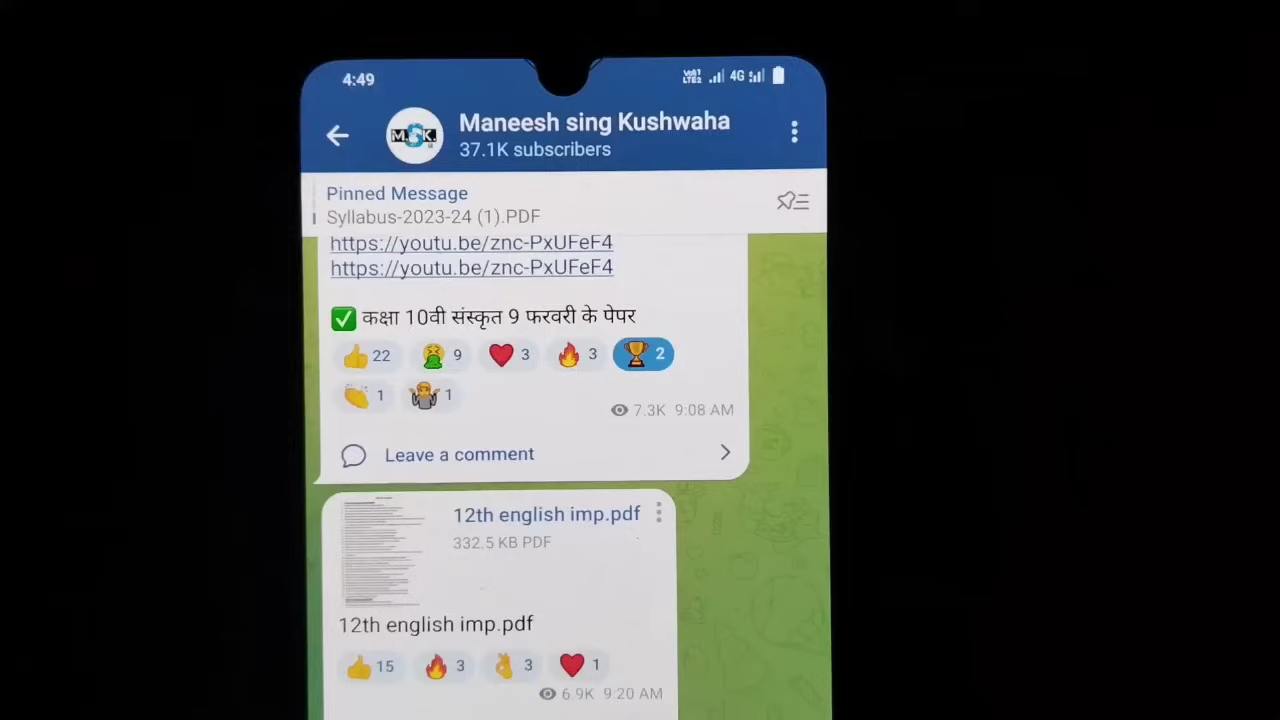 4:49
Vo)) LTE2 4G
Maneesh sing Kushwaha
37.1K subscribers
M.S.K.
Pinned Message
Syllabus-2023-24 (1).PDF
https://youtu.be/znc-PxUFeF4
https://youtu.be/znc-PxUFeF4
✅ कक्षा 10वी संस्कृत 9 फरवरी के पेपर
👍 22 🤮 9 ❤️ 3 🔥 3 🏆 2
👏 1 🤷 1
7.3K 9:08 AM
Leave a comment
12th english imp.pdf
332.5 KB PDF
12th english imp.pdf
👍 15 🔥 3 👌 3 ❤️ 1
6.9K 9:20 AM